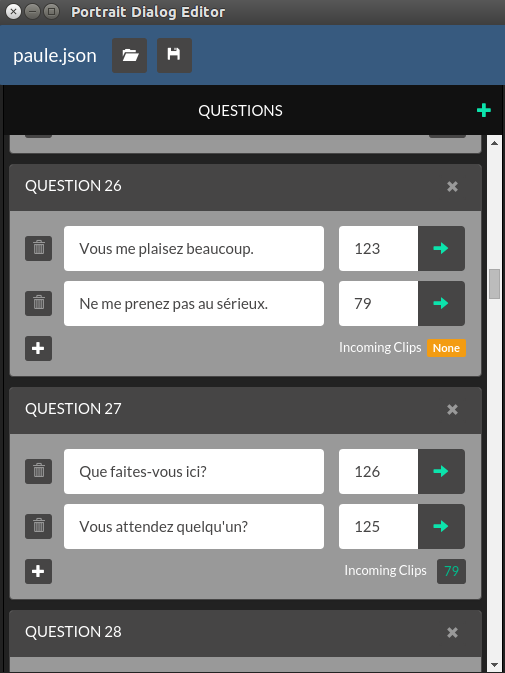 Portrait Dialog Editor
paule.json
QUESTIONS
QUESTION 26
Vous me plaisez beaucoup. 123
Ne me prenez pas au sérieux. 79
Incoming Clips None
QUESTION 27
Que faites-vous ici? 126
Vous attendez quelqu'un? 125
Incoming Clips 79
QUESTION 28